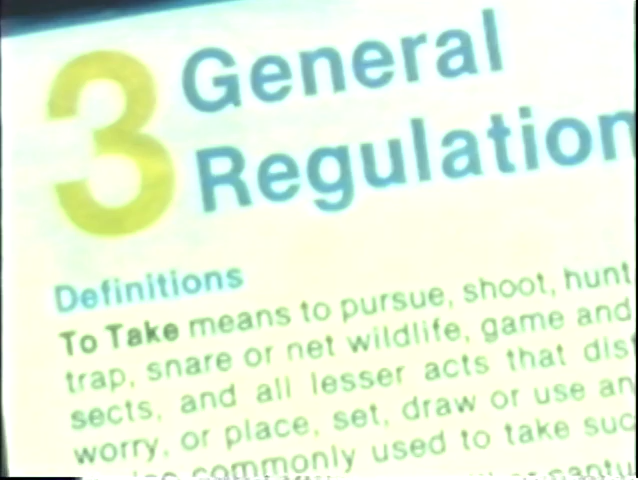 3 General
Regulation
Definitions
To Take means to pursue, shoot, hunt
trap, snare or net wildlife, game and
sects, and all lesser acts that dis
worry, or place, set, draw or use an
commonly used to take suc